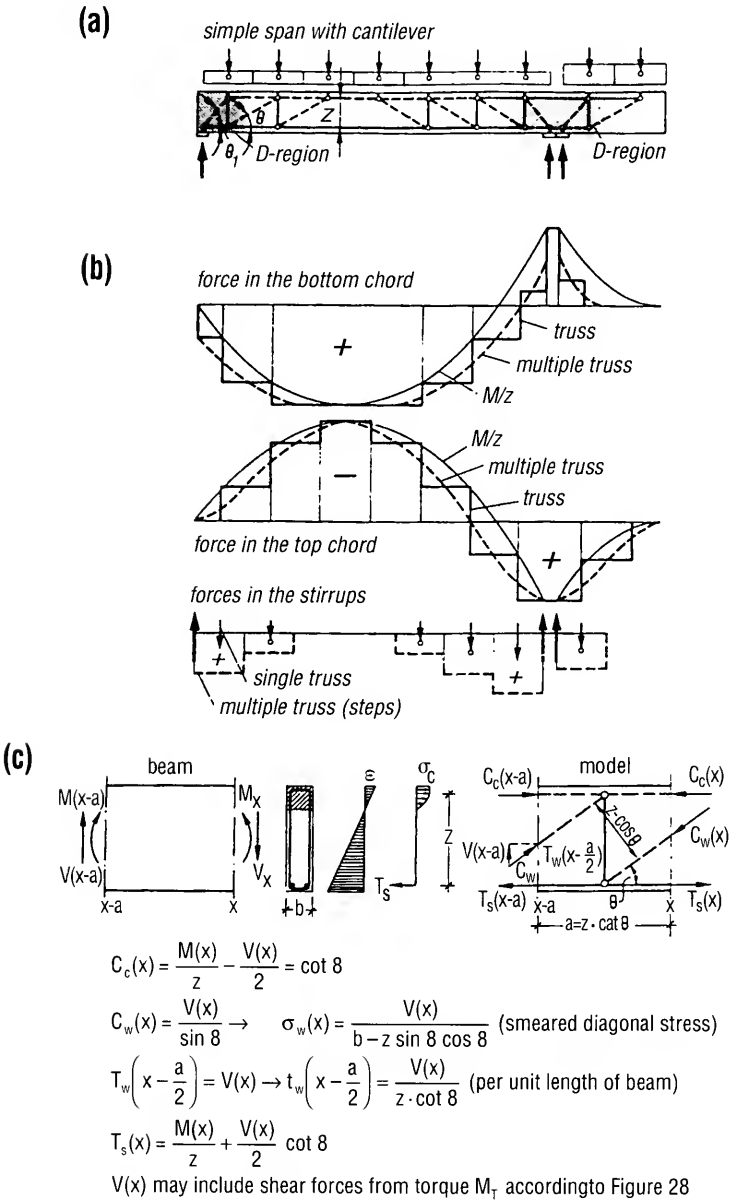 (a)
simple span with cantilever
Z
θ
θ₁
D-region
D-region
(b)
force in the bottom chord
+
truss
multiple truss
M/z
M/z
multiple truss
truss
−
force in the top chord
+
forces in the stirrups
+
single truss
+
multiple truss (steps)
(c)
beam
M(x-a)
V(x-a)
x-a
Mₓ
Vₓ
x
b
ε
σ_c
Z
T_s
model
C_c(x-a)
C_c(x)
z·cosθ
C_w(x)
V(x-a)
C_w
T_w(x-a/2)
θ
T_s(x-a)
x-a
x
T_s(x)
a=z·cat θ
C_c(x) = M(x)/z − V(x)/2 = cot 8
C_w(x) = V(x)/sin 8 → σ_w(x) = V(x)/b−z sin 8 cos 8 (smeared diagonal stress)
T_w(x − a/2) = V(x) → t_w(x − a/2) = V(x)/z·cot 8 (per unit length of beam)
T_s(x) = M(x)/z + V(x)/2 cot 8
V(x) may include shear forces from torque M_T accordingto Figure 28